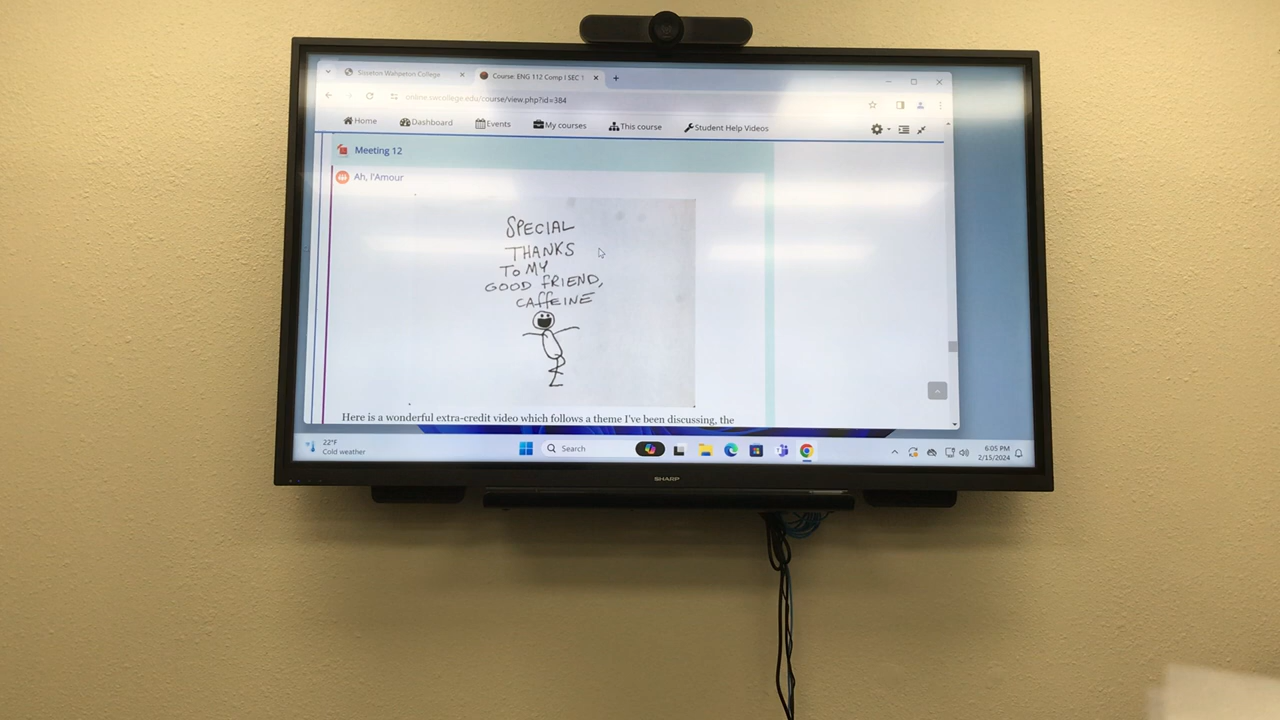 Sisseton Wahpeton College
Course: ENG 112 Comp I SEC 1
online.swcollege.edu/course/view.php?id=384
Home
Dashboard
Events
My courses
This course
Student Help Videos
Meeting 12
Ah, l'Amour
SPECIAL
THANKS
TO MY
GOOD FRIEND,
CAffEINE
Here is a wonderful extra-credit video which follows a theme I've been discussing, the
22°F
Cold weather
Search
6:05 PM
2/15/2024
SHARP